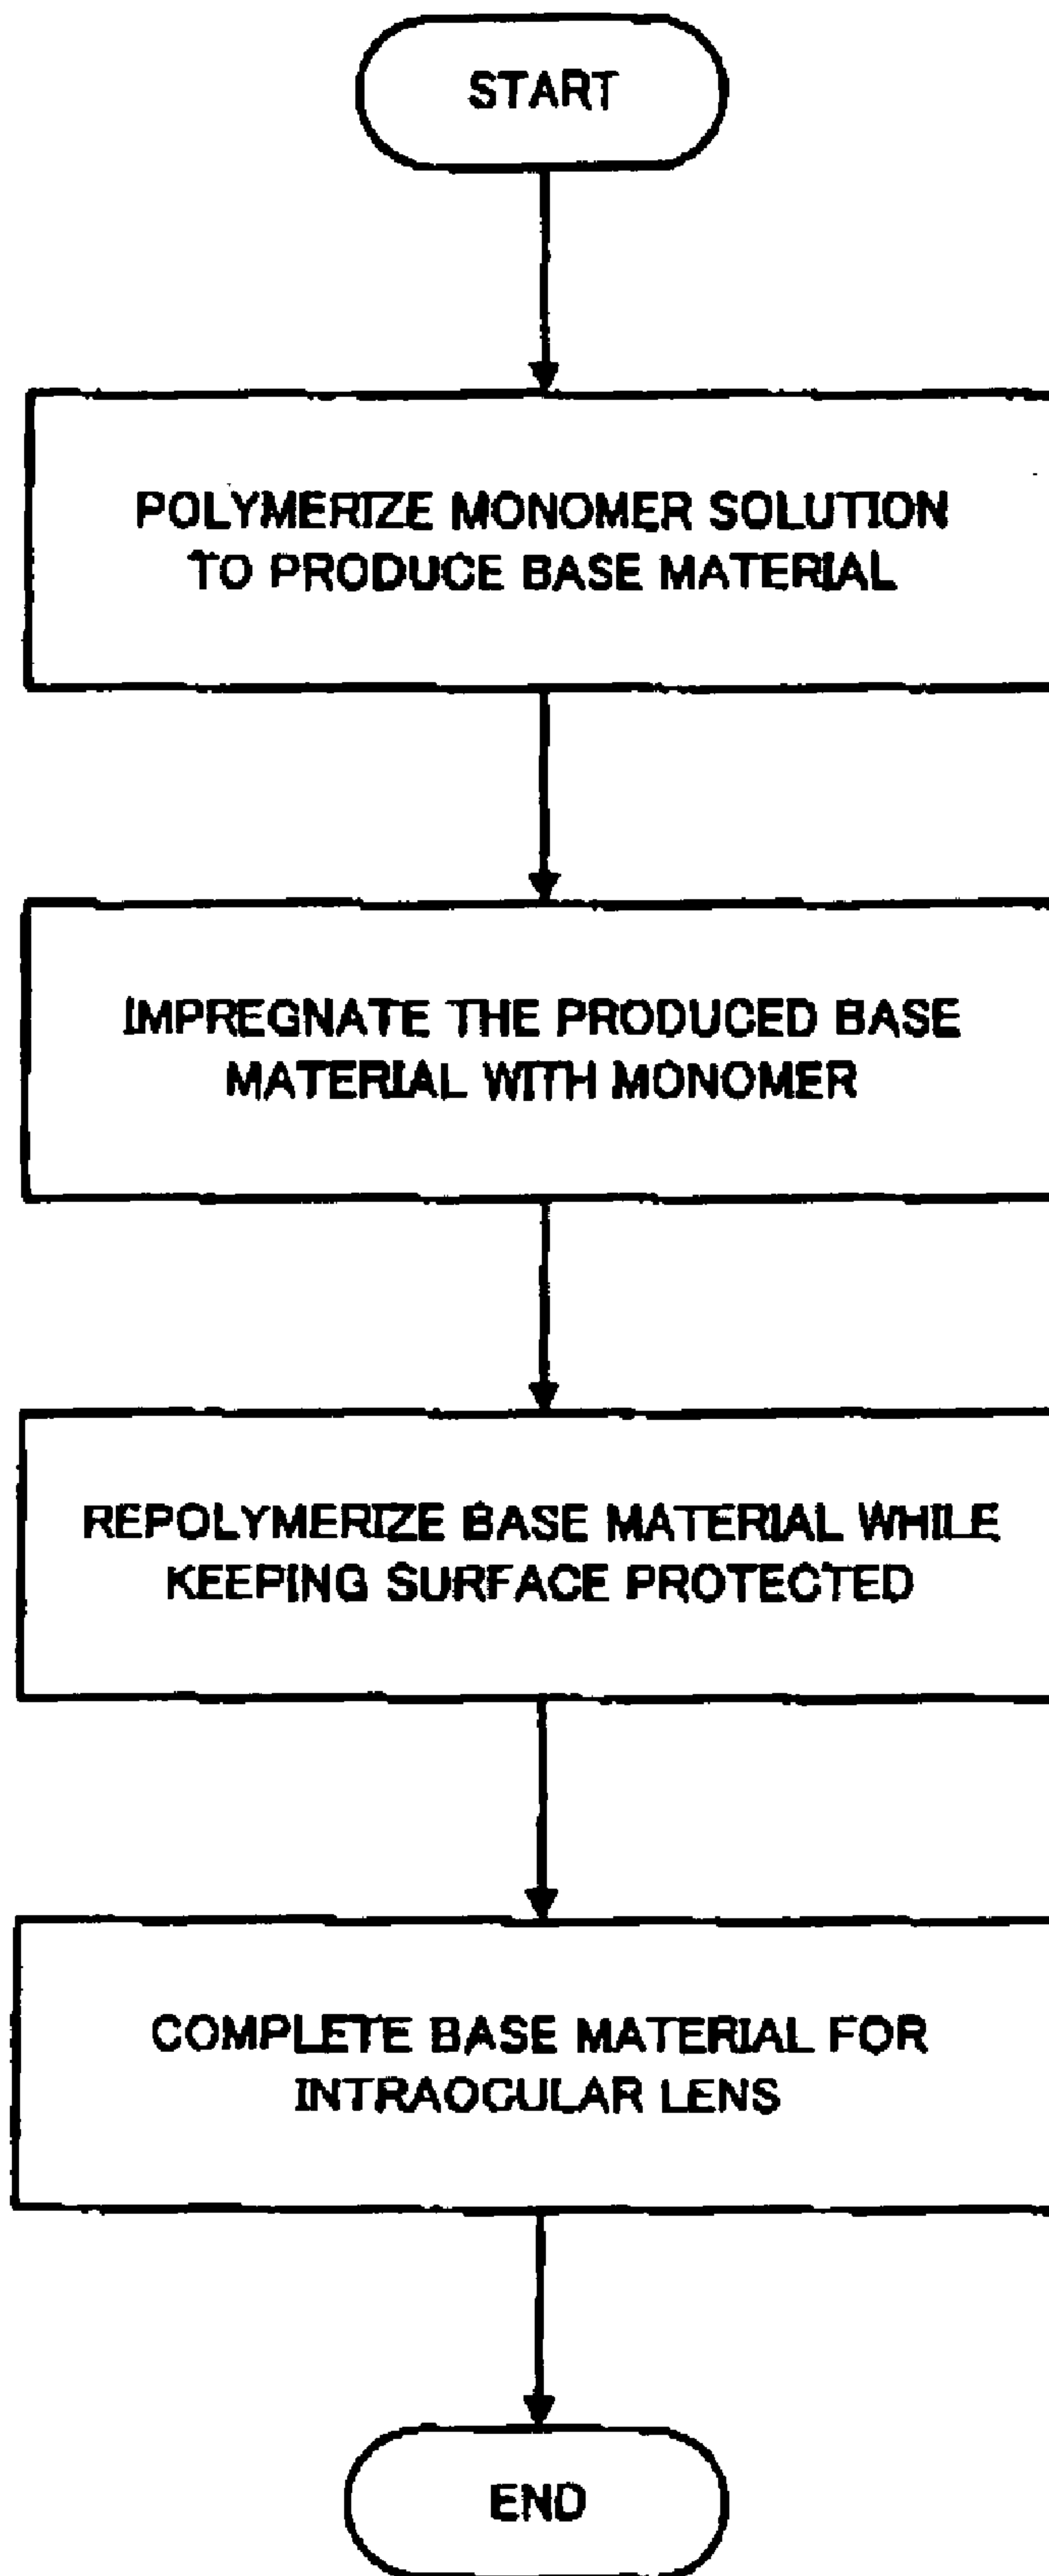 START
POLYMERIZE MONOMER SOLUTION
TO PRODUCE BASE MATERIAL
IMPREGNATE THE PRODUCED BASE
MATERIAL WITH MONOMER
REPOLYMERIZE BASE MATERIAL WHILE
KEEPING SURFACE PROTECTED
COMPLETE BASE MATERIAL FOR
INTRAOCULAR LENS
END